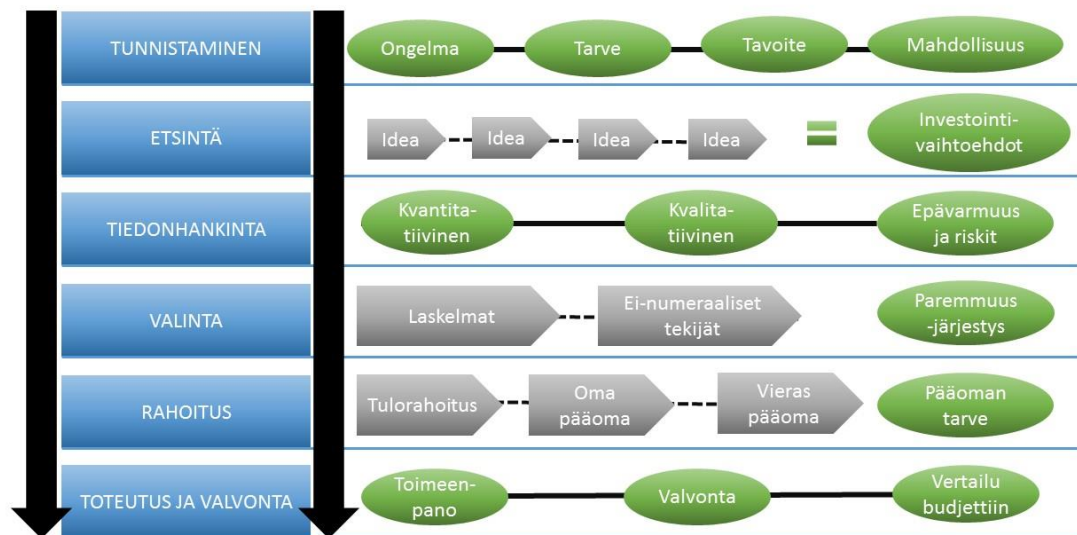 TUNNISTAMINEN
Ongelma
Tarve
Tavoite
Mahdollisuus
ETSINTÄ
Idea
Idea
Idea
Idea
Investointi-
vaihtoehdot
TIEDONHANKINTA
Kvantita-
tiivinen
Kvalita-
tiivinen
Epävarmuus
ja riskit
VALINTA
Laskelmat
Ei-numeraaliset
tekijät
Paremmuus
-järjestys
RAHOITUS
Tulorahoitus
Oma
pääoma
Vieras
pääoma
Pääoman
tarve
TOTEUTUS JA VALVONTA
Toimeen-
pano
Valvonta
Vertailu
budjettiin